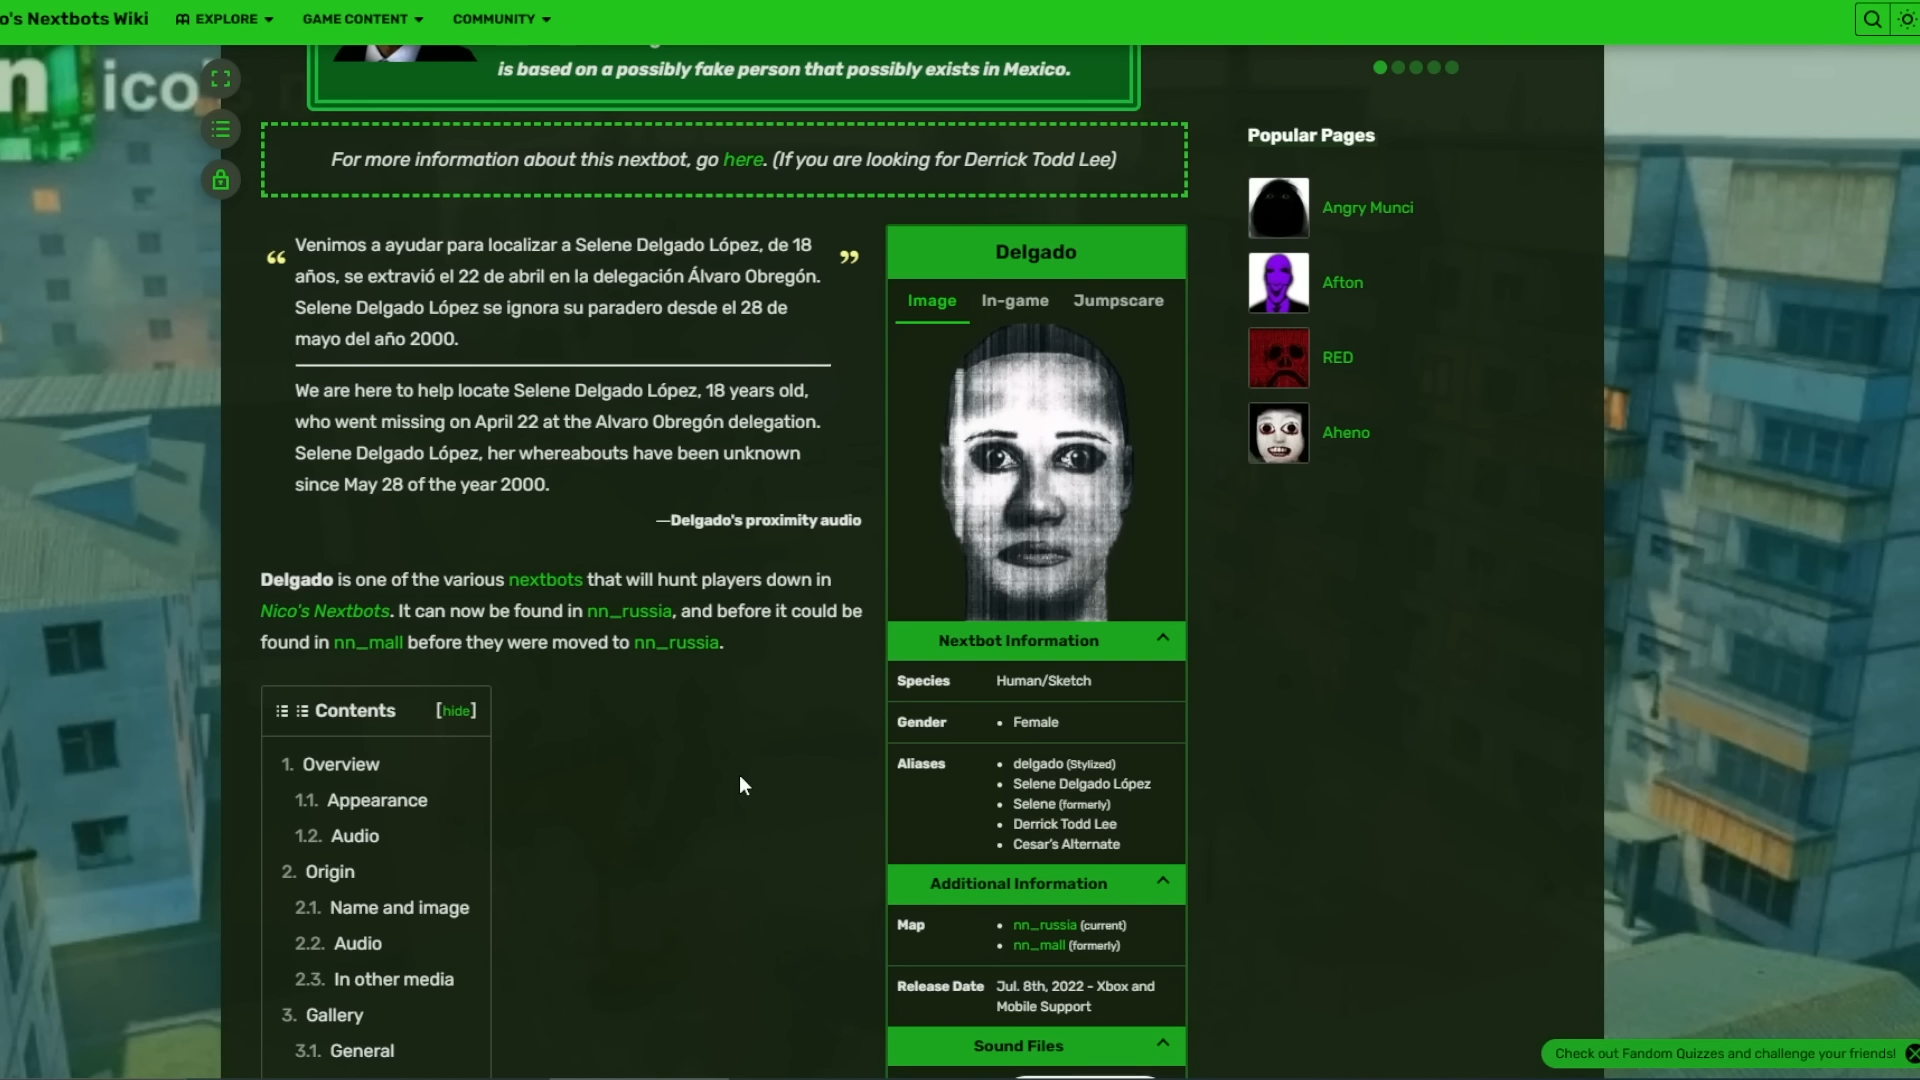 o's Nextbots Wiki
EXPLORE
GAME CONTENT
COMMUNITY
n ico
is based on a possibly fake person that possibly exists in Mexico.
For more information about this nextbot, go here. (If you are looking for Derrick Todd Lee)
“ Venimos a ayudar para localizar a Selene Delgado López, de 18 ”
años, se extravió el 22 de abril en la delegación Álvaro Obregón.
Selene Delgado López se ignora su paradero desde el 28 de
mayo del año 2000.
We are here to help locate Selene Delgado López, 18 years old,
who went missing on April 22 at the Alvaro Obregón delegation.
Selene Delgado López, her whereabouts have been unknown
since May 28 of the year 2000.
—Delgado's proximity audio
Delgado is one of the various nextbots that will hunt players down in
Nico's Nextbots. It can now be found in nn_russia, and before it could be
found in nn_mall before they were moved to nn_russia.
Contents [hide]
1. Overview
1.1. Appearance
1.2. Audio
2. Origin
2.1. Name and image
2.2. Audio
2.3. In other media
3. Gallery
3.1. General
Delgado
Image In-game Jumpscare
Nextbot Information
Species Human/Sketch
Gender • Female
Aliases • delgado (Stylized)
• Selene Delgado López
• Selene (formerly)
• Derrick Todd Lee
• Cesar's Alternate
Additional Information
Map • nn_russia (current)
• nn_mall (formerly)
Release Date Jul. 8th, 2022 - Xbox and
Mobile Support
Sound Files
Popular Pages
Angry Munci
Afton
RED
Aheno
Check out Fandom Quizzes and challenge your friends!